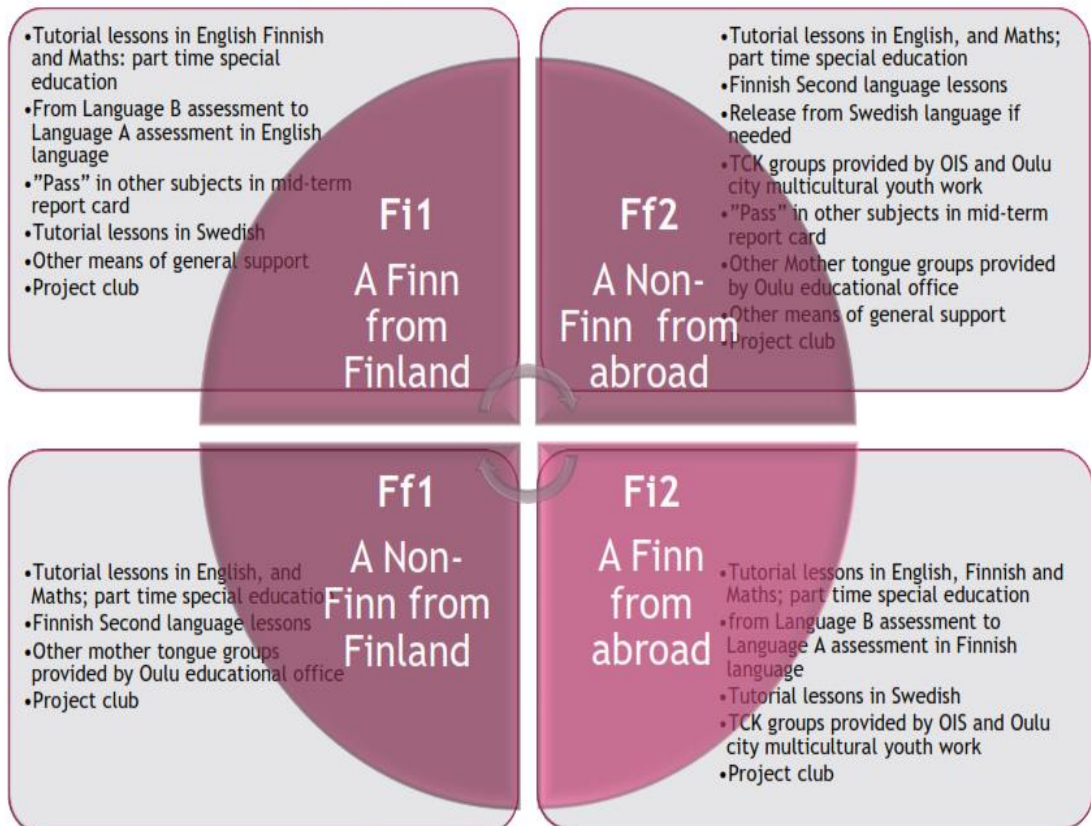 •Tutorial lessons in English Finnish
and Maths: part time special
education
•From Language B assessment to
Language A assessment in English
language
•”Pass” in other subjects in mid-term
report card
•Tutorial lessons in Swedish
•Other means of general support
•Project club
Fi1
A Finn
from
Finland
•Tutorial lessons in English, and Maths;
part time special education
•Finnish Second language lessons
•Release from Swedish language if
needed
•TCK groups provided by OIS and Oulu
city multicultural youth work
•”Pass” in other subjects in mid-term
report card
•Other Mother tongue groups provided
by Oulu educational office
•Other means of general support
•Project club
Ff2
A Non-
Finn from
abroad
•Tutorial lessons in English, and
Maths; part time special education
•Finnish Second language lessons
•Other mother tongue groups
provided by Oulu educational office
•Project club
Ff1
A Non-
Finn from
Finland
Fi2
A Finn
from
abroad
•Tutorial lessons in English, Finnish and
Maths; part time special education
•from Language B assessment to
Language A assessment in Finnish
language
•Tutorial lessons in Swedish
•TCK groups provided by OIS and Oulu
city multicultural youth work
•Project club